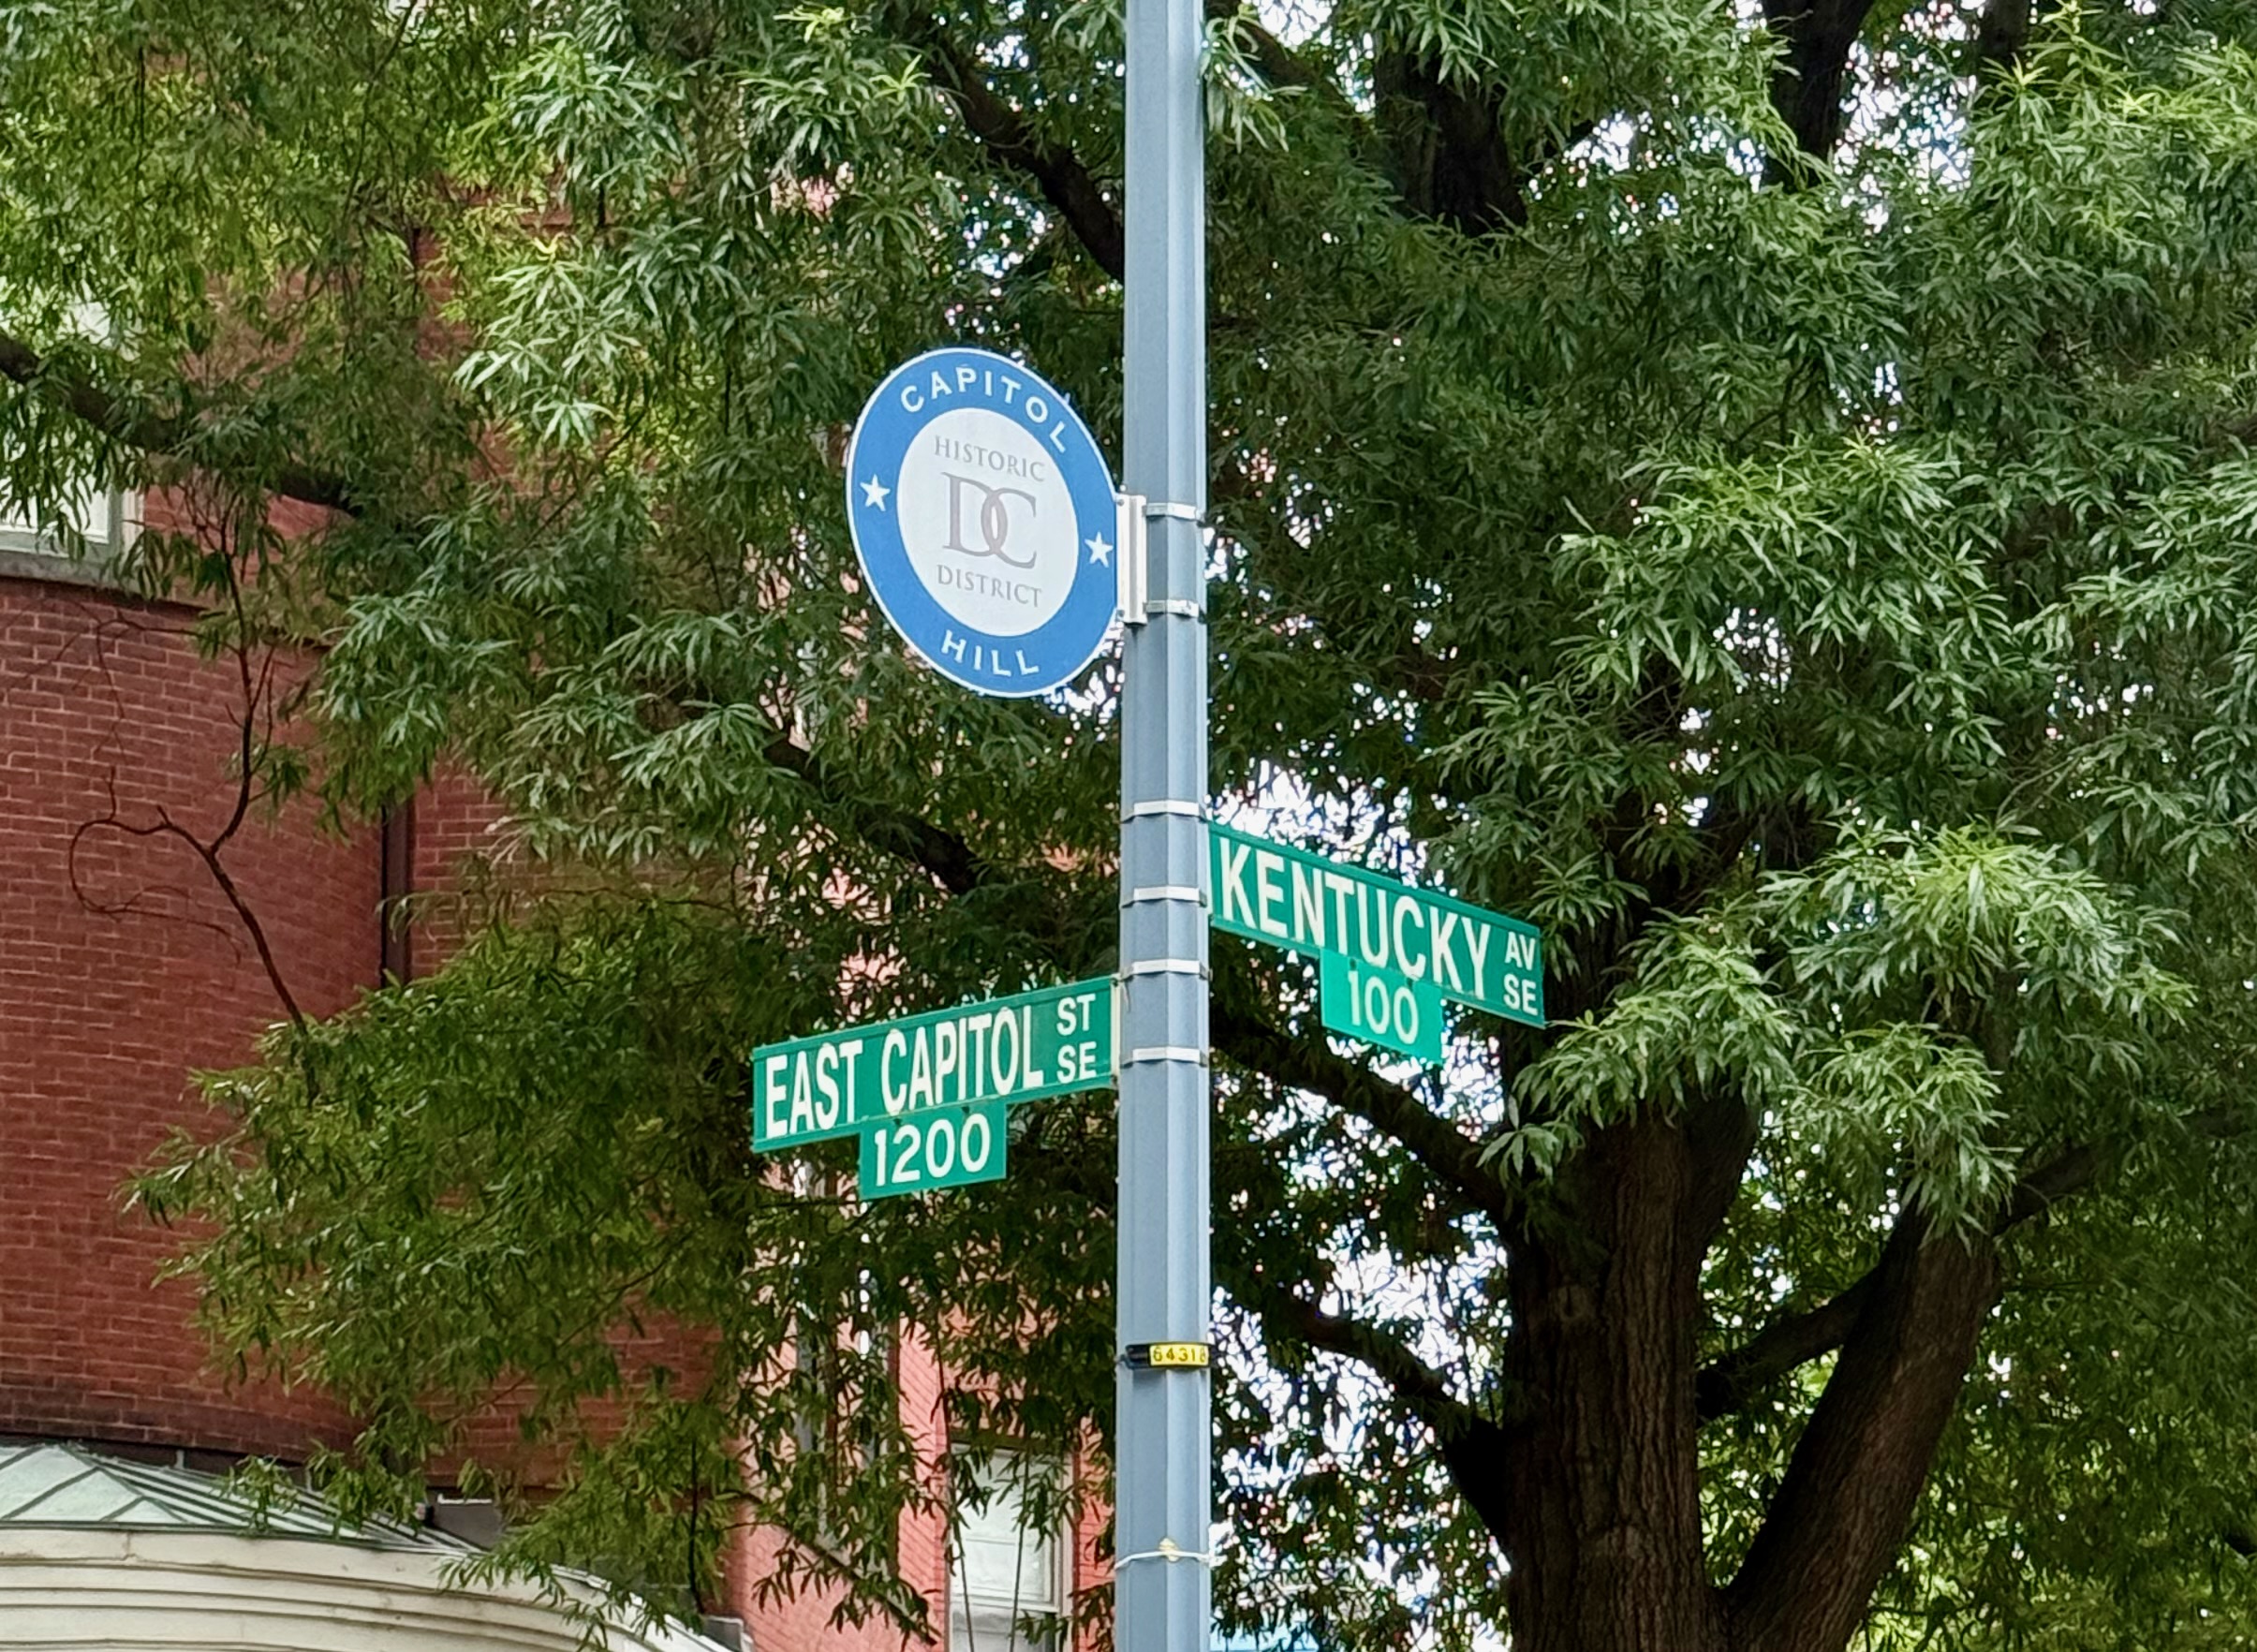 CAPITOL
HISTORIC
DC
DISTRICT
HILL
KENTUCKY AV SE
100
EAST CAPITOL ST SE
1200